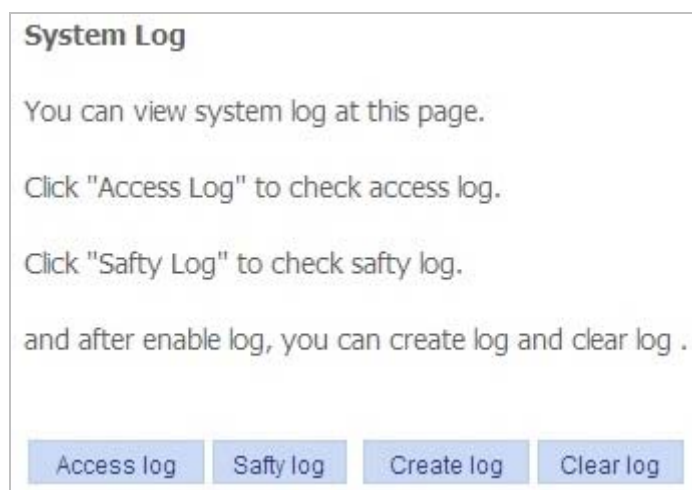 System Log
You can view system log at this page.
Click "Access Log" to check access log.
Click "Safty Log" to check safty log.
and after enable log, you can create log and clear log .
Access log Safty log Create log Clear log